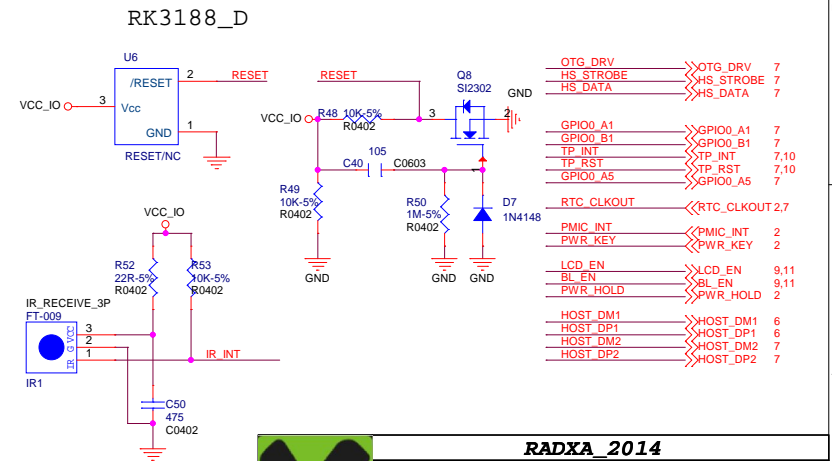 RK3188_D
U6
/RESET 2 RESET
VCC_IO 3 Vcc
GND 1
RESET/NC
RESET
Q8
SI2302
GND
VCC_IO R48 10K-5% 3 2
R0402
105
C40 C0603 1
R49
10K-5%
R0402
R50
1M-5%
R0402
D7
1N4148
GND
GND GND
VCC_IO
R52
22R-5%
R0402
R53
10K-5%
R0402
IR_RECEIVE_3P
FT-009
VCC 3
G 2
IR 1 IR_INT
IR1
C50
475
C0402
OTG_DRV OTG_DRV 7
HS_STROBE HS_STROBE 7
HS_DATA HS_DATA 7
GPIO0_A1 GPIO0_A1 7
GPIO0_B1 GPIO0_B1 7
TP_INT TP_INT 7,10
TP_RST TP_RST 7,10
GPIO0_A5 GPIO0_A5 7
RTC_CLKOUT RTC_CLKOUT 2,7
PMIC_INT PMIC_INT 2
PWR_KEY PWR_KEY 2
LCD_EN LCD_EN 9,11
BL_EN BL_EN 9,11
PWR_HOLD PWR_HOLD 2
HOST_DM1 HOST_DM1 6
HOST_DP1 HOST_DP1 6
HOST_DM2 HOST_DM2 7
HOST_DP2 HOST_DP2 7
RADXA_2014